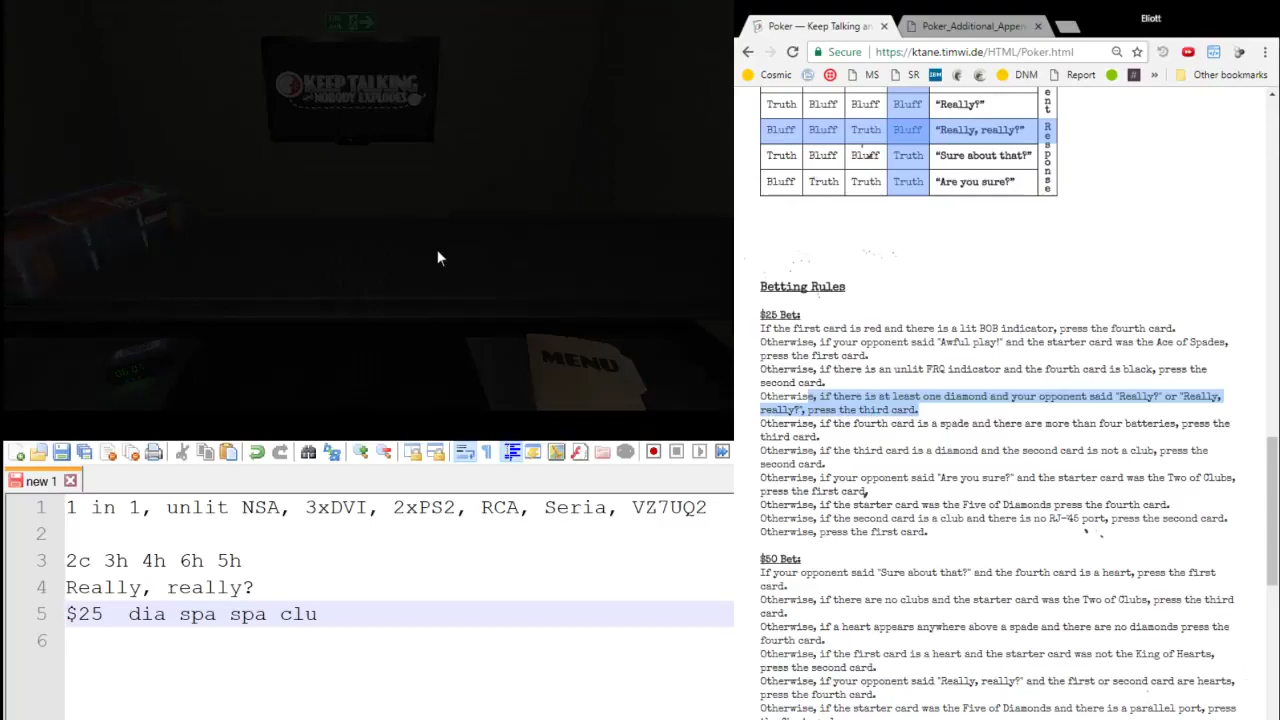 KEEP TALKING
AND NOBODY EXPLODES
MENU
new 1
1 1 in 1, unlit NSA, 3xDVI, 2xPS2, RCA, Seria, VZ7UQ2
2
3 2c 3h 4h 6h 5h
4 Really, really?
5 $25 dia spa spa clu
6
Eliott
Poker — Keep Talking an
Poker_Additional_Appen
Secure
https://ktane.timwi.de/HTML/Poker.html
Cosmic
MS
SR
DNM
Report
Other bookmarks
Truth Bluff Bluff Bluff "Really?"
Bluff Bluff Truth Bluff "Really, really?"
Truth Bluff Bluff Truth "Sure about that?"
Bluff Truth Truth Truth "Are you sure?"
e
n
t
R
e
s
p
o
n
s
e
Betting Rules
$25 Bet:
If the first card is red and there is a lit BOB indicator, press the fourth card.
Otherwise, if your opponent said "Awful play!" and the starter card was the Ace of Spades,
press the first card.
Otherwise, if there is an unlit FRQ indicator and the fourth card is black, press the
second card.
Otherwise, if there is at least one diamond and your opponent said "Really?" or "Really,
really?", press the third card.
Otherwise, if the fourth card is a spade and there are more than four batteries, press the
third card.
Otherwise, if the third card is a diamond and the second card is not a club, press the
second card.
Otherwise, if your opponent said "Are you sure?" and the starter card was the Two of Clubs,
press the first card,
Otherwise, if the starter card was the Five of Diamonds press the fourth card.
Otherwise, if the second card is a club and there is no RJ-45 port, press the second card.
Otherwise, press the first card.
$50 Bet:
If your opponent said "Sure about that?" and the fourth card is a heart, press the first
card.
Otherwise, if there are no clubs and the starter card was the Two of Clubs, press the third
card.
Otherwise, if a heart appears anywhere above a spade and there are no diamonds press the
fourth card.
Otherwise, if the first card is a heart and the starter card was not the King of Hearts,
press the second card.
Otherwise, if your opponent said "Really, really?" and the first or second card are hearts,
press the fourth card.
Otherwise, if the starter card was the Five of Diamonds and there is a parallel port, press